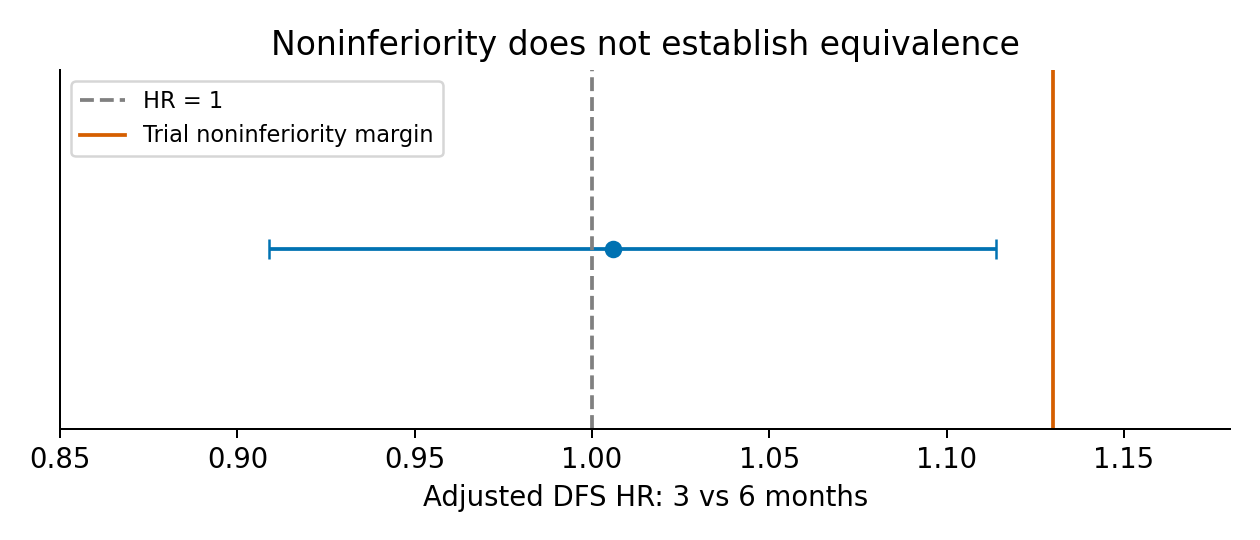 Noninferiority does not establish equivalence
HR = 1
Trial noninferiority margin
0.85 0.90 0.95 1.00 1.05 1.10 1.15
Adjusted DFS HR: 3 vs 6 months